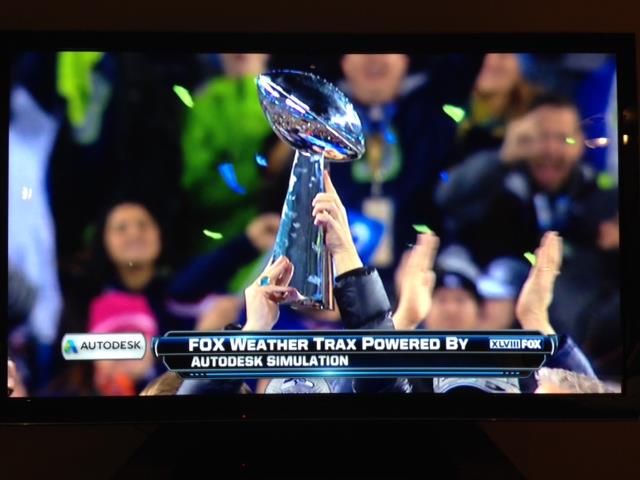 AUTODESK
FOX WEATHER TRAX POWERED BY
XLVIII FOX
AUTODESK SIMULATION